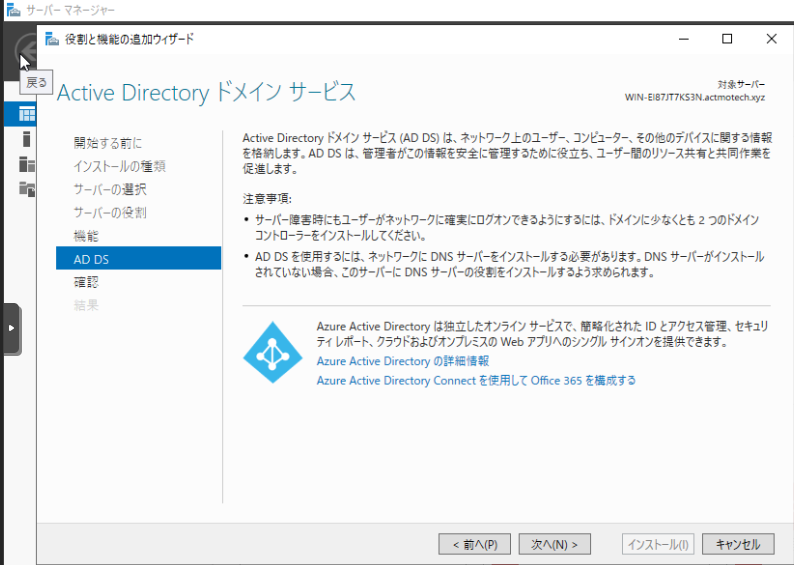 サーバー マネージャー
役割と機能の追加ウィザード
戻る
Active Directory ドメイン サービス
対象サーバー
WIN-EI87JT7KS3N.actmotech.xyz
開始する前に
インストールの種類
サーバーの選択
サーバーの役割
機能
AD DS
確認
結果
Active Directory ドメイン サービス (AD DS) は、ネットワーク上のユーザー、コンピューター、その他のデバイスに関する情報
を格納します。AD DS は、管理者がこの情報を安全に管理するために役立ち、ユーザー間のリソース共有と共同作業を
促進します。
注意事項:
• サーバー障害時にもユーザーがネットワークに確実にログオンできるようにするには、ドメインに少なくとも 2 つのドメイン
コントローラーをインストールしてください。
• AD DS を使用するには、ネットワークに DNS サーバーをインストールする必要があります。DNS サーバーがインストール
されていない場合、このサーバーに DNS サーバーの役割をインストールするよう求められます。
Azure Active Directory は独立したオンライン サービスで、簡略化された ID とアクセス管理、セキュリ
ティ レポート、クラウドおよびオンプレミスの Web アプリへのシングル サインオンを提供できます。
Azure Active Directory の詳細情報
Azure Active Directory Connect を使用して Office 365 を構成する
< 前へ(P)
次へ(N) >
インストール(I)
キャンセル